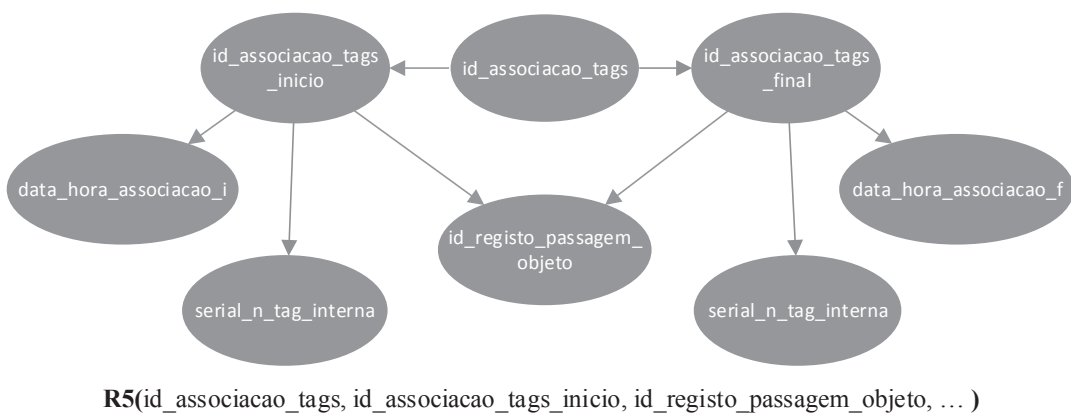 id_associacao_tags
_inicio
id_associacao_tags
id_associacao_tags
_final
data_hora_associacao_i
data_hora_associacao_f
id_registo_passagem_
objeto
serial_n_tag_interna
serial_n_tag_interna
R5(id_associacao_tags, id_associacao_tags_inicio, id_registo_passagem_objeto, … )